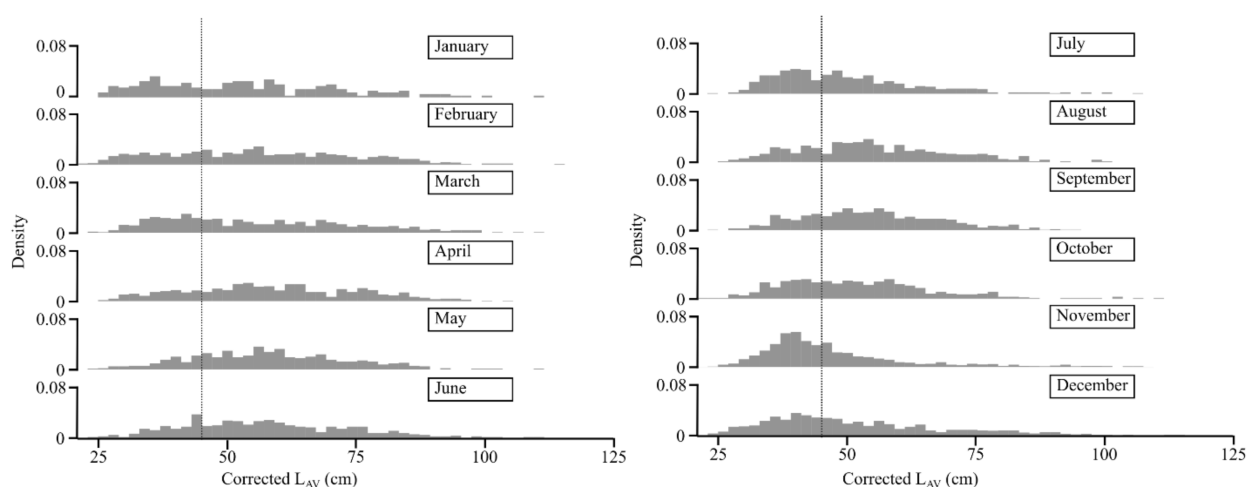 0.08
January
0
0.08
February
0
0.08
March
0
0.08
April
0
0.08
May
0
0.08
June
0
25
50
75
100
125
Density
Corrected L_AV (cm)
0.08
July
0
0.08
August
0
0.08
September
0
0.08
October
0
0.08
November
0
0.08
December
0
25
50
75
100
125
Density
Corrected L_AV (cm)